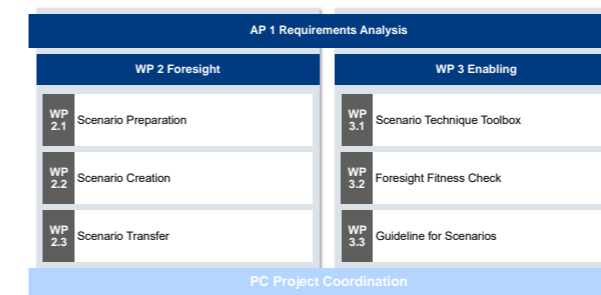 AP 1 Requirements Analysis
WP 2 Foresight
WP 2.1 Scenario Preparation
WP 2.2 Scenario Creation
WP 2.3 Scenario Transfer
WP 3 Enabling
WP 3.1 Scenario Technique Toolbox
WP 3.2 Foresight Fitness Check
WP 3.3 Guideline for Scenarios
PC Project Coordination